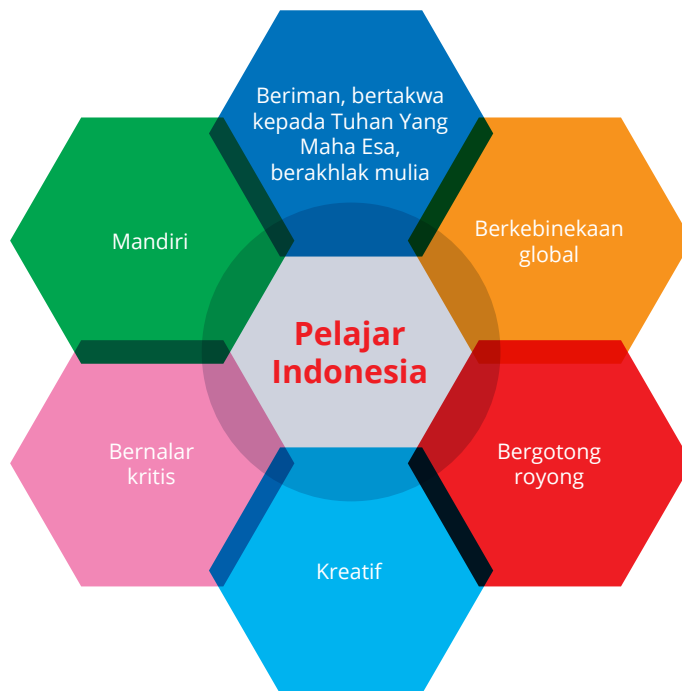 Beriman, bertakwa
kepada Tuhan Yang
Maha Esa,
berakhlak mulia
Mandiri
Berkebinekaan
global
Pelajar
Indonesia
Bernalar
kritis
Bergotong
royong
Kreatif